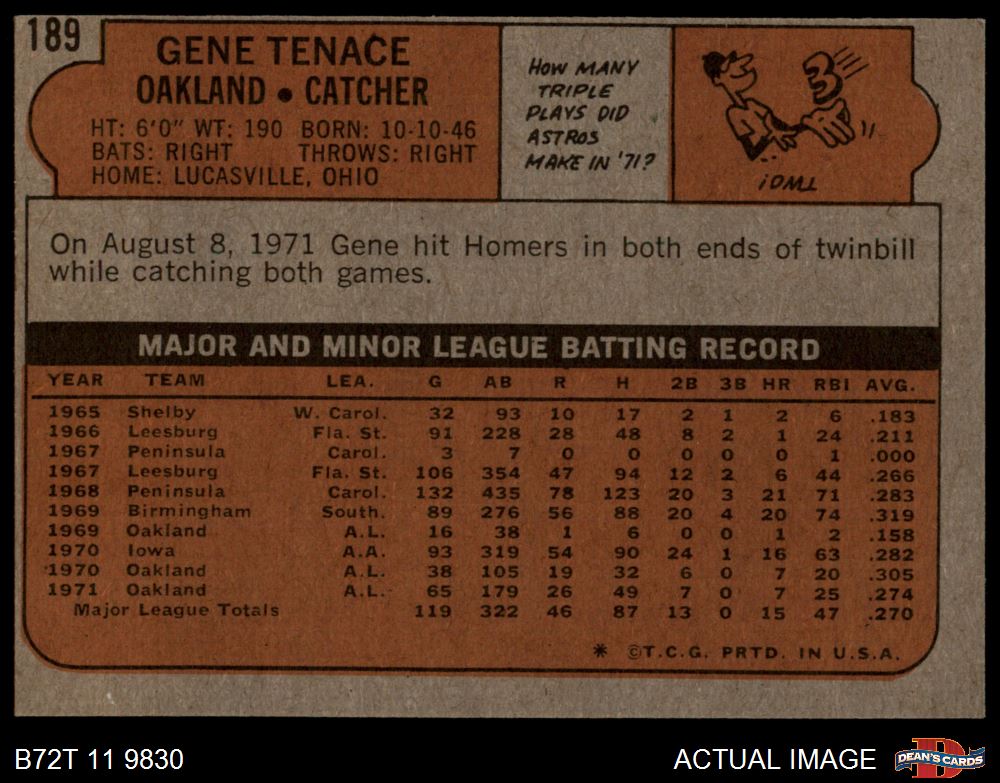 189
GENE TENACE
OAKLAND • CATCHER
HT: 6'0" WT: 190 BORN: 10-10-46
BATS: RIGHT THROWS: RIGHT
HOME: LUCASVILLE, OHIO
HOW MANY
TRIPLE
PLAYS DID
ASTROS
MAKE IN '71?
3
TWO!
On August 8, 1971 Gene hit Homers in both ends of twinbill
while catching both games.
MAJOR AND MINOR LEAGUE BATTING RECORD
YEAR TEAM LEA. G AB R H 2B 3B HR RBI AVG.
1965 Shelby W. Carol. 32 93 10 17 2 1 2 6 .183
1966 Leesburg Fla. St. 91 228 28 48 8 2 1 24 .211
1967 Peninsula Carol. 3 7 0 0 0 0 0 1 .000
1967 Leesburg Fla. St. 106 354 47 94 12 2 6 44 .266
1968 Peninsula Carol. 132 435 78 123 20 3 21 71 .283
1969 Birmingham South. 89 276 56 88 20 4 20 74 .319
1969 Oakland A.L. 16 38 1 6 0 0 1 2 .158
1970 Iowa A.A. 93 319 54 90 24 1 16 63 .282
1970 Oakland A.L. 38 105 19 32 6 0 7 20 .305
1971 Oakland A.L. 65 179 26 49 7 0 7 25 .274
Major League Totals 119 322 46 87 13 0 15 47 .270
* ©T.C.G. PRTD. IN U.S.A.
B72T 11 9830
ACTUAL IMAGE
D
DEAN'S CARDS